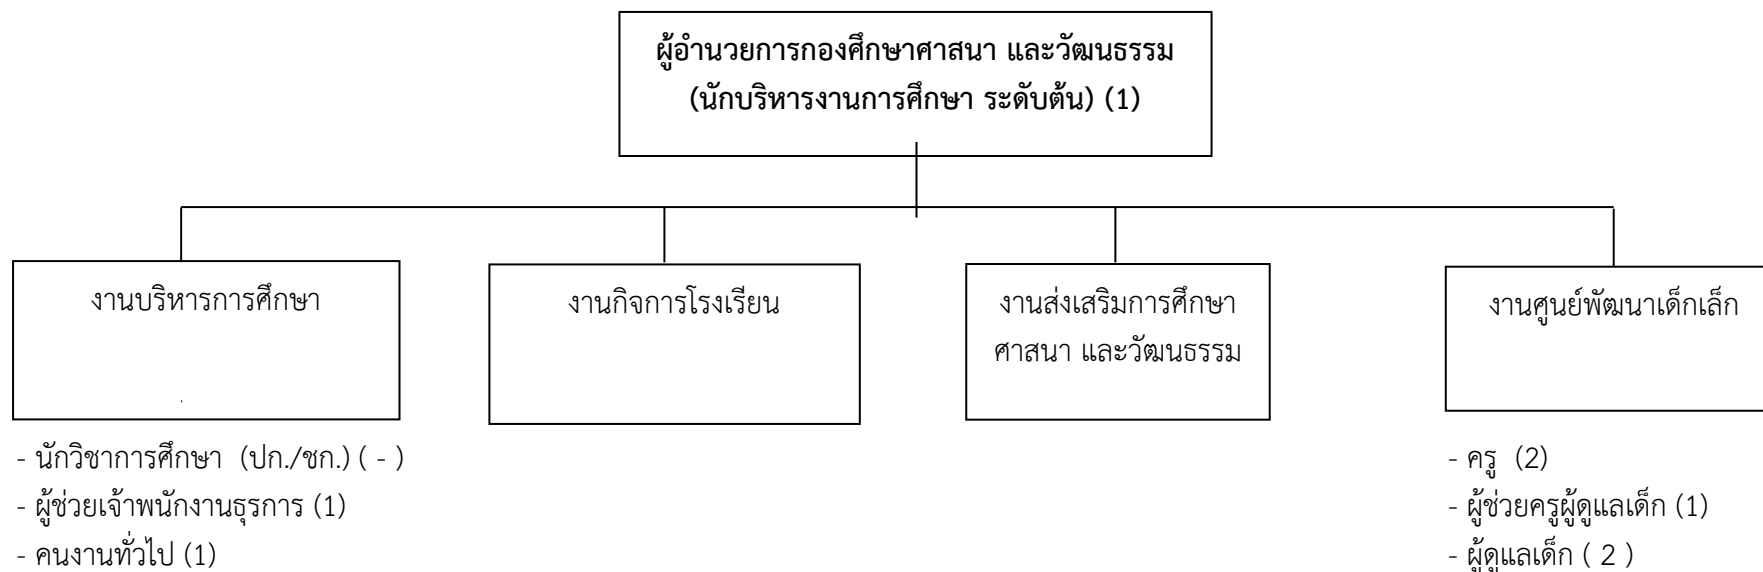 ผู้อำนวยการกองศึกษาศาสนา และวัฒนธรรม
(นักบริหารงานการศึกษา ระดับต้น) (1)
งานบริหารการศึกษา
งานกิจการโรงเรียน
งานส่งเสริมการศึกษา
ศาสนา และวัฒนธรรม
งานศูนย์พัฒนาเด็กเล็ก
- นักวิชาการศึกษา (ปก./ชก.) ( - )
- ผู้ช่วยเจ้าพนักงานธุรการ (1)
- คนงานทั่วไป (1)
- ครู (2)
- ผู้ช่วยครูผู้ดูแลเด็ก (1)
- ผู้ดูแลเด็ก ( 2 )